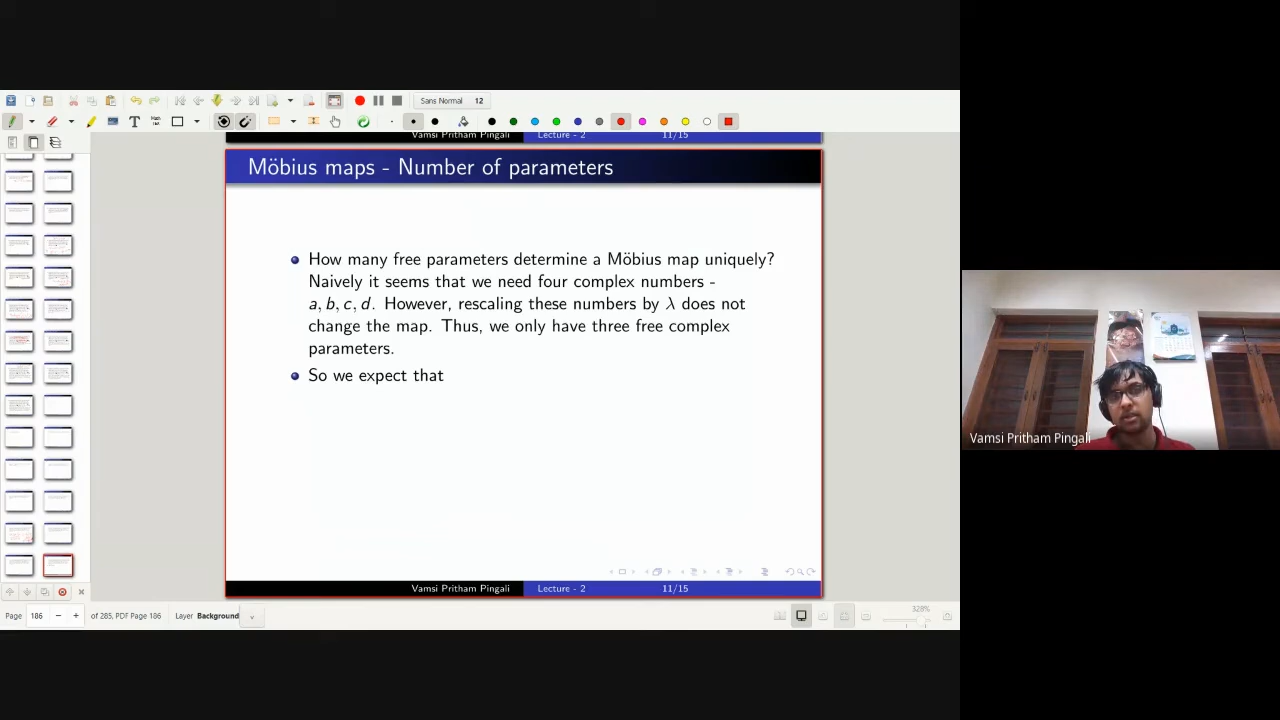 Sans Normal 12
Vamsi Pritham Pingali Lecture - 2 11/15
Möbius maps - Number of parameters
How many free parameters determine a Möbius map uniquely?
Naively it seems that we need four complex numbers -
a, b, c, d. However, rescaling these numbers by λ does not
change the map. Thus, we only have three free complex
parameters.
So we expect that
Vamsi Pritham Pingali
Vamsi Pritham Pingali Lecture - 2 11/15
Page 186 of 285, PDF Page 186 Layer Background 328%